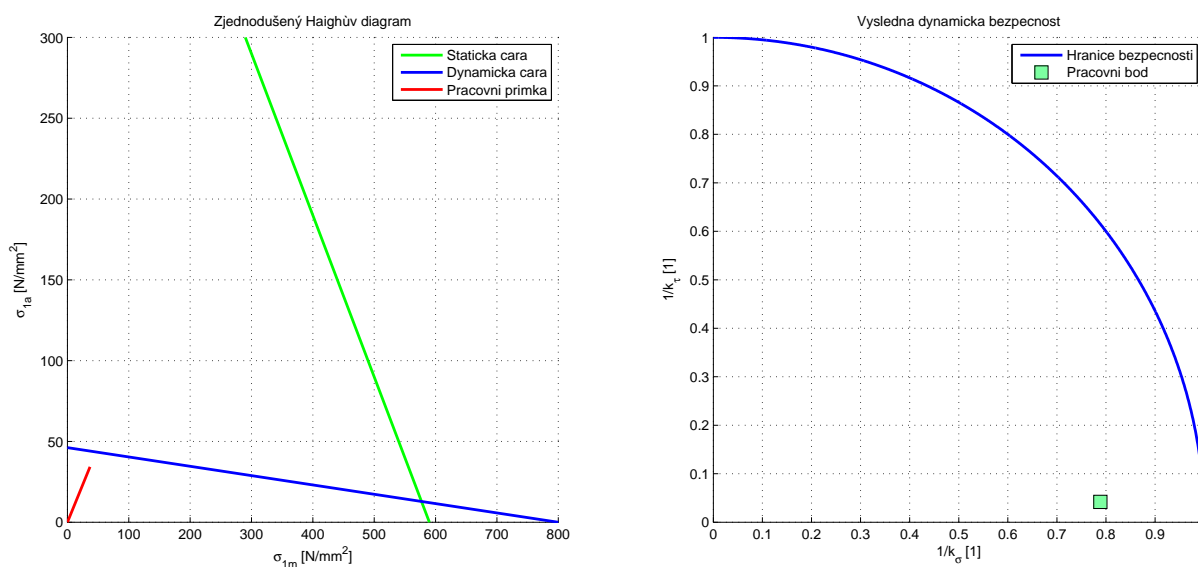 Zjednodušený Haighùv diagram
300
250
200
150
100
50
0
0 100 200 300 400 500 600 700 800
σ1a [N/mm2]
σ1m [N/mm2]
Staticka cara
Dynamicka cara
Pracovni primka
Vysledna dynamicka bezpecnost
1
0.9
0.8
0.7
0.6
0.5
0.4
0.3
0.2
0.1
0
0 0.1 0.2 0.3 0.4 0.5 0.6 0.7 0.8 0.9
1/kτ [1]
1/kσ [1]
Hranice bezpecnosti
Pracovni bod